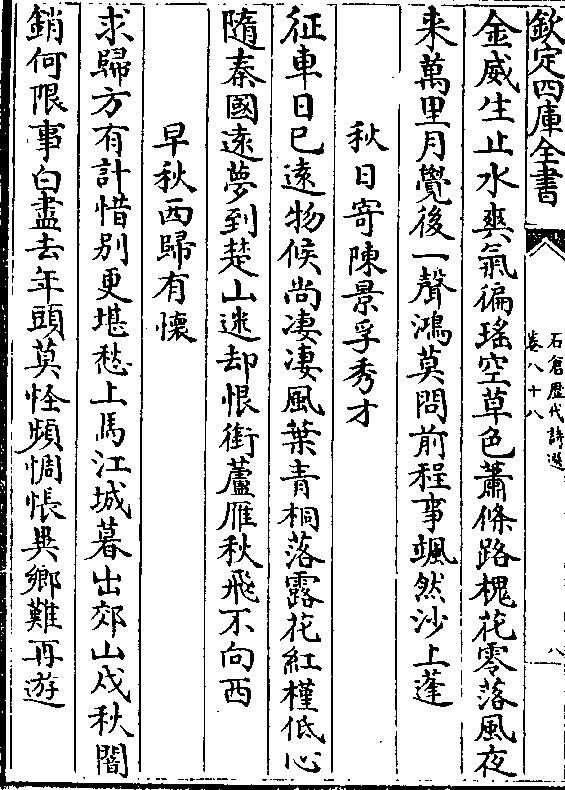 欽定四庫全書
石倉歴代詩選
卷八十八
八
金威生止水爽氣徧瑤空草色蕭條路槐花零落風夜
来萬里月覺後一聲鴻莫問前程事颯然沙上蓬
秋日寄陳景孚秀才
征車日已遠物候尚凄凄風葉青桐落露花紅槿低心
隨秦國遠夢到楚山迷却恨銜蘆雁秋飛不向西
早秋西歸有懷
求歸方有計惜别更堪愁上馬江城暮出郊山戍秋闇
銷何限事白盡去年頭莫怪頻惆悵異鄉難再遊